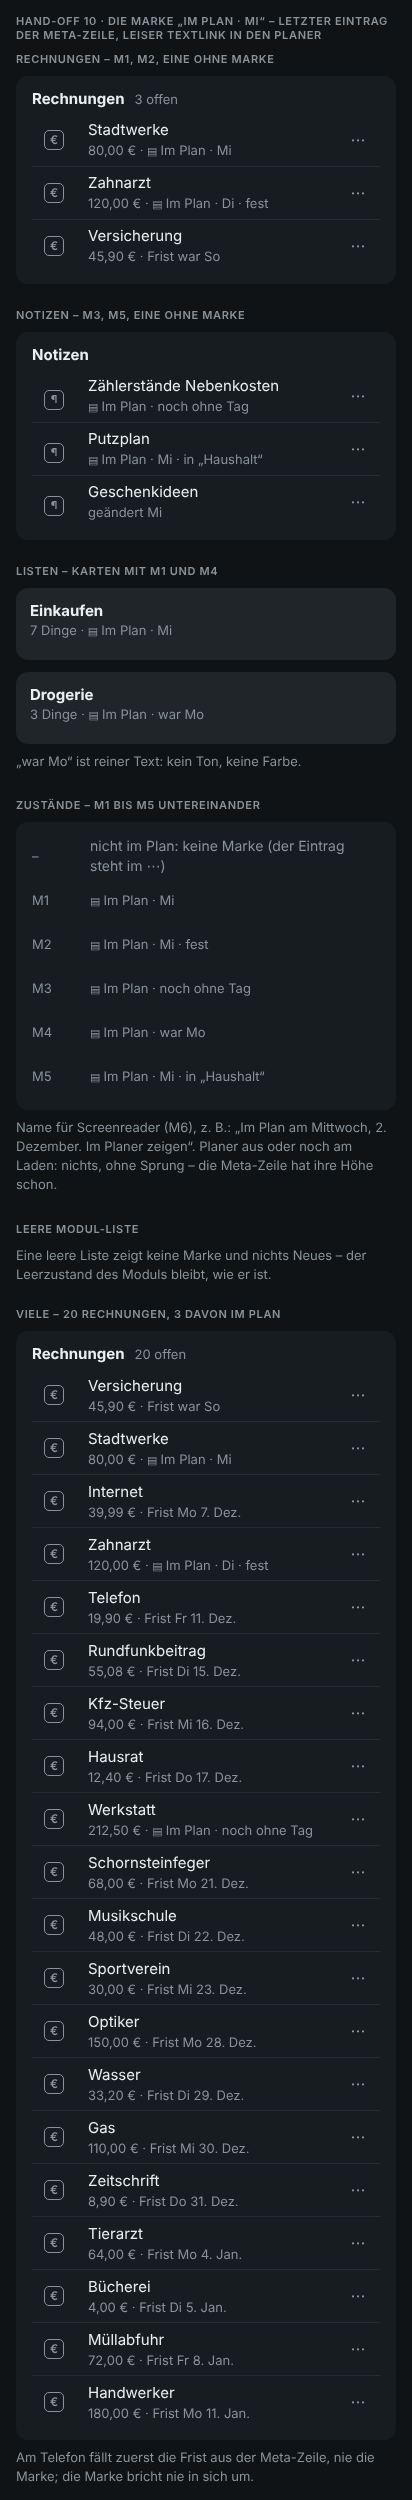 HAND-OFF 10 · DIE MARKE „IM PLAN · MI“ – LETZTER EINTRAG
DER META-ZEILE, LEISER TEXTLINK IN DEN PLANER
RECHNUNGEN – M1, M2, EINE OHNE MARKE
Rechnungen 3 offen
€ Stadtwerke ···
80,00 € · ▤ Im Plan · Mi
€ Zahnarzt ···
120,00 € · ▤ Im Plan · Di · fest
€ Versicherung ···
45,90 € · Frist war So
NOTIZEN – M3, M5, EINE OHNE MARKE
Notizen
¶ Zählerstände Nebenkosten ···
▤ Im Plan · noch ohne Tag
¶ Putzplan ···
▤ Im Plan · Mi · in „Haushalt“
¶ Geschenkideen ···
geändert Mi
LISTEN – KARTEN MIT M1 UND M4
Einkaufen
7 Dinge · ▤ Im Plan · Mi
Drogerie
3 Dinge · ▤ Im Plan · war Mo
„war Mo“ ist reiner Text: kein Ton, keine Farbe.
ZUSTÄNDE – M1 BIS M5 UNTEREINANDER
– nicht im Plan: keine Marke (der Eintrag
steht im ···)
M1 ▤ Im Plan · Mi
M2 ▤ Im Plan · Mi · fest
M3 ▤ Im Plan · noch ohne Tag
M4 ▤ Im Plan · war Mo
M5 ▤ Im Plan · Mi · in „Haushalt“
Name für Screenreader (M6), z. B.: „Im Plan am Mittwoch, 2.
Dezember. Im Planer zeigen“. Planer aus oder noch am
Laden: nichts, ohne Sprung – die Meta-Zeile hat ihre Höhe
schon.
LEERE MODUL-LISTE
Eine leere Liste zeigt keine Marke und nichts Neues – der
Leerzustand des Moduls bleibt, wie er ist.
VIELE – 20 RECHNUNGEN, 3 DAVON IM PLAN
Rechnungen 20 offen
€ Versicherung ···
45,90 € · Frist war So
€ Stadtwerke ···
80,00 € · ▤ Im Plan · Mi
€ Internet ···
39,99 € · Frist Mo 7. Dez.
€ Zahnarzt ···
120,00 € · ▤ Im Plan · Di · fest
€ Telefon ···
19,90 € · Frist Fr 11. Dez.
€ Rundfunkbeitrag ···
55,08 € · Frist Di 15. Dez.
€ Kfz-Steuer ···
94,00 € · Frist Mi 16. Dez.
€ Hausrat ···
12,40 € · Frist Do 17. Dez.
€ Werkstatt ···
212,50 € · ▤ Im Plan · noch ohne Tag
€ Schornsteinfeger ···
68,00 € · Frist Mo 21. Dez.
€ Musikschule ···
48,00 € · Frist Di 22. Dez.
€ Sportverein ···
30,00 € · Frist Mi 23. Dez.
€ Optiker ···
150,00 € · Frist Mo 28. Dez.
€ Wasser ···
33,20 € · Frist Di 29. Dez.
€ Gas ···
110,00 € · Frist Mi 30. Dez.
€ Zeitschrift ···
8,90 € · Frist Do 31. Dez.
€ Tierarzt ···
64,00 € · Frist Mo 4. Jan.
€ Bücherei ···
4,00 € · Frist Di 5. Jan.
€ Müllabfuhr ···
72,00 € · Frist Fr 8. Jan.
€ Handwerker ···
180,00 € · Frist Mo 11. Jan.
Am Telefon fällt zuerst die Frist aus der Meta-Zeile, nie die
Marke; die Marke bricht nie in sich um.